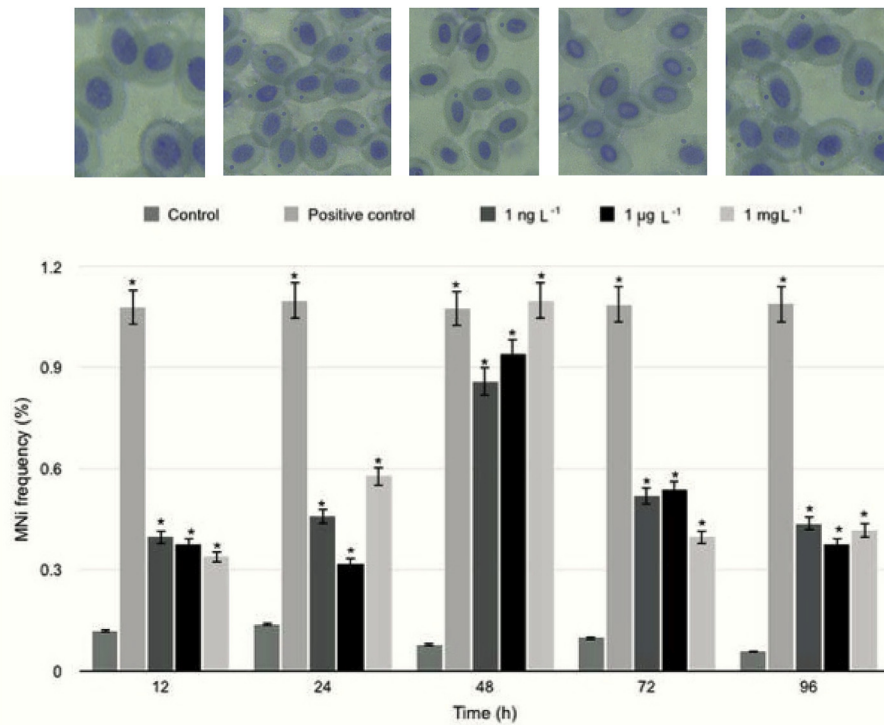 Control Positive control 1 ng L⁻¹ 1 µg L⁻¹ 1 mgL⁻¹
MNi frequency (%)
1.2
0.9
0.6
0.3
0
* * * * *
* * * * *
* * * * *
* * * * *
12 24 48 72 96
Time (h)